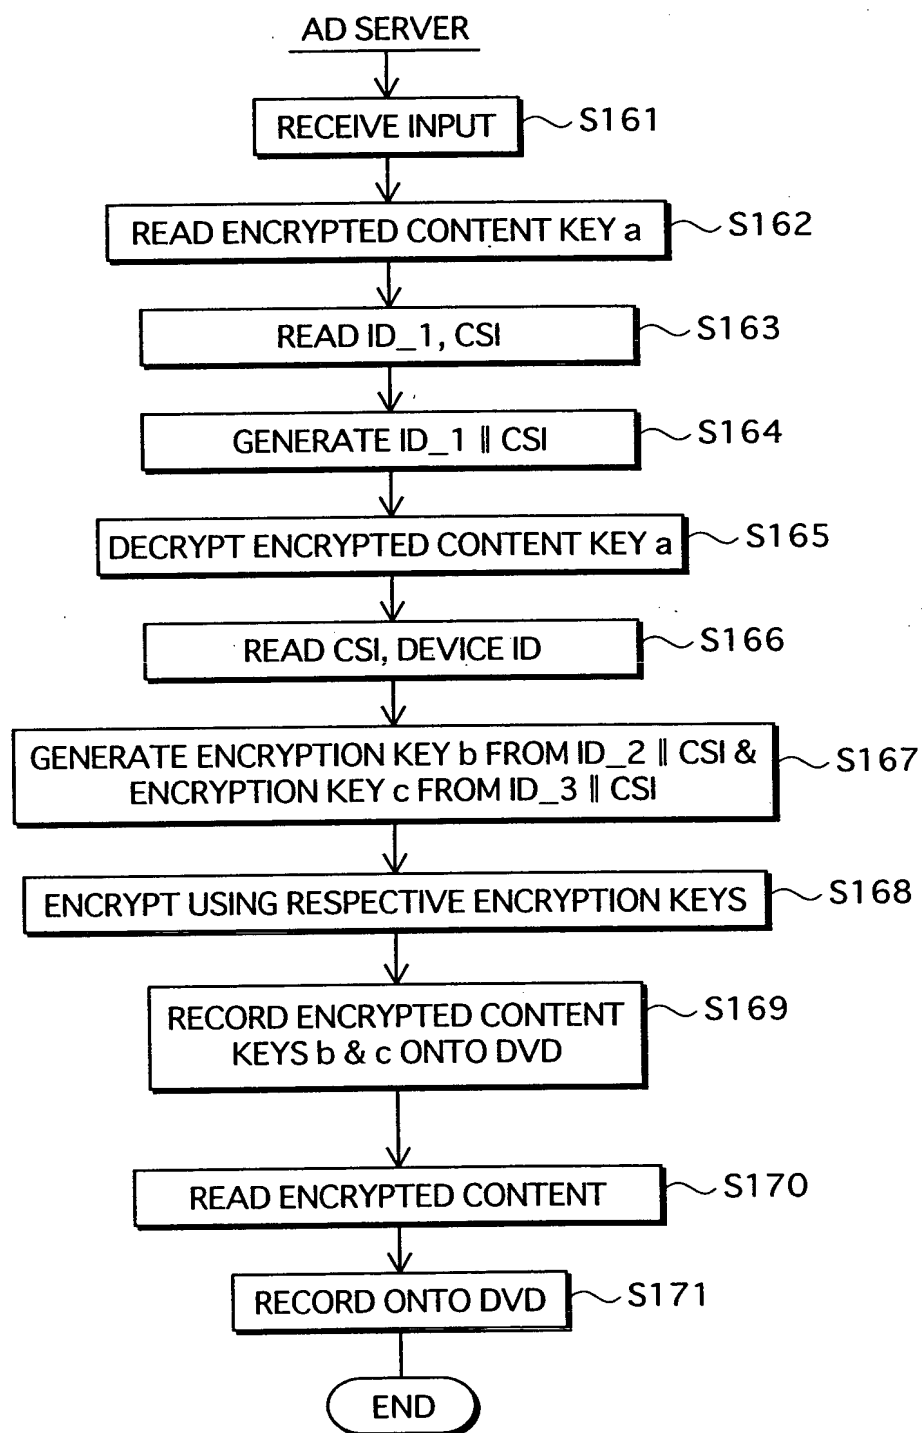 AD SERVER
RECEIVE INPUT
S161
READ ENCRYPTED CONTENT KEY a
S162
READ ID_1, CSI
S163
GENERATE ID_1 || CSI
S164
DECRYPT ENCRYPTED CONTENT KEY a
S165
READ CSI, DEVICE ID
S166
GENERATE ENCRYPTION KEY b FROM ID_2 || CSI &
ENCRYPTION KEY c FROM ID_3 || CSI
S167
ENCRYPT USING RESPECTIVE ENCRYPTION KEYS
S168
RECORD ENCRYPTED CONTENT
KEYS b & c ONTO DVD
S169
READ ENCRYPTED CONTENT
S170
RECORD ONTO DVD
S171
END